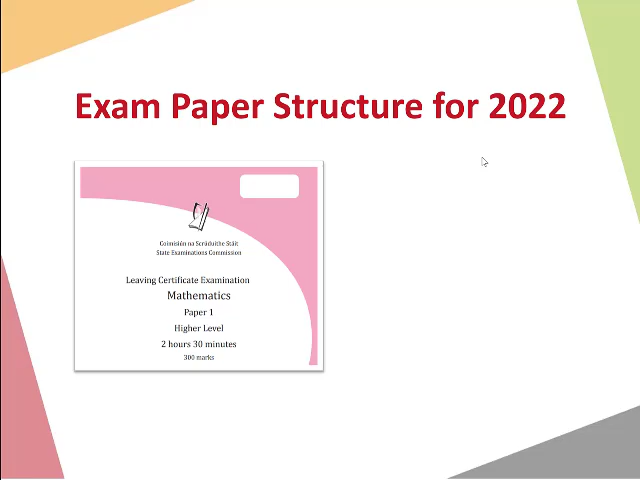 Exam Paper Structure for 2022
Coimisiún na Scrúduithe Stáit
State Examinations Commission
Leaving Certificate Examination
Mathematics
Paper 1
Higher Level
2 hours 30 minutes
300 marks